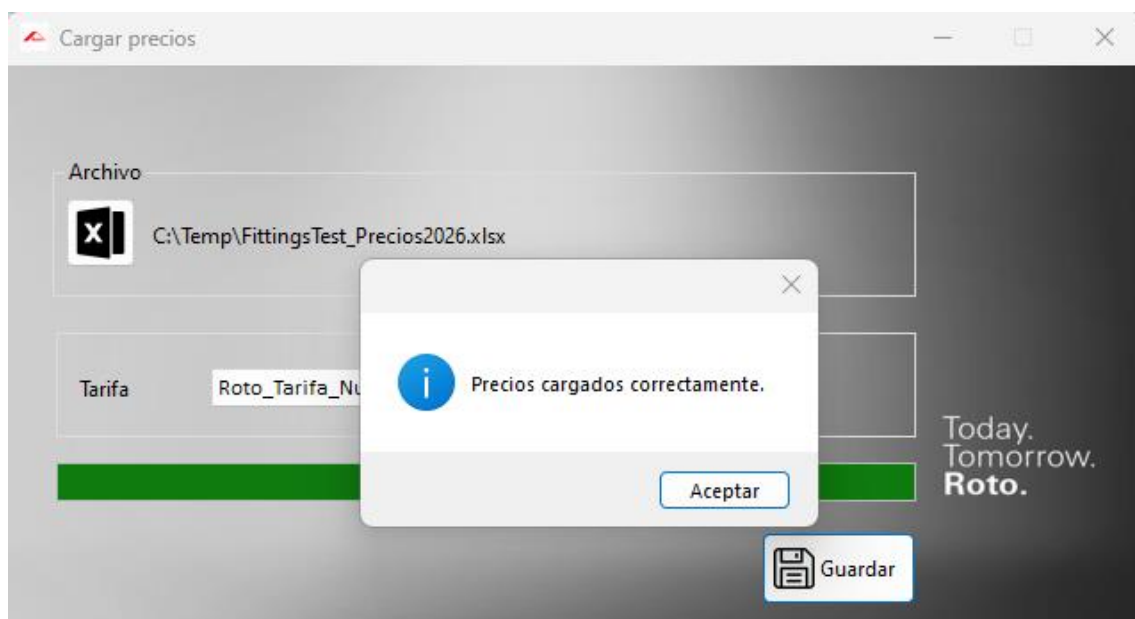 Cargar precios
Archivo
C:\Temp\FittingsTest_Precios2026.xlsx
Precios cargados correctamente.
Tarifa
Roto_Tarifa_Nu
Aceptar
Today.
Tomorrow.
Roto.
Guardar